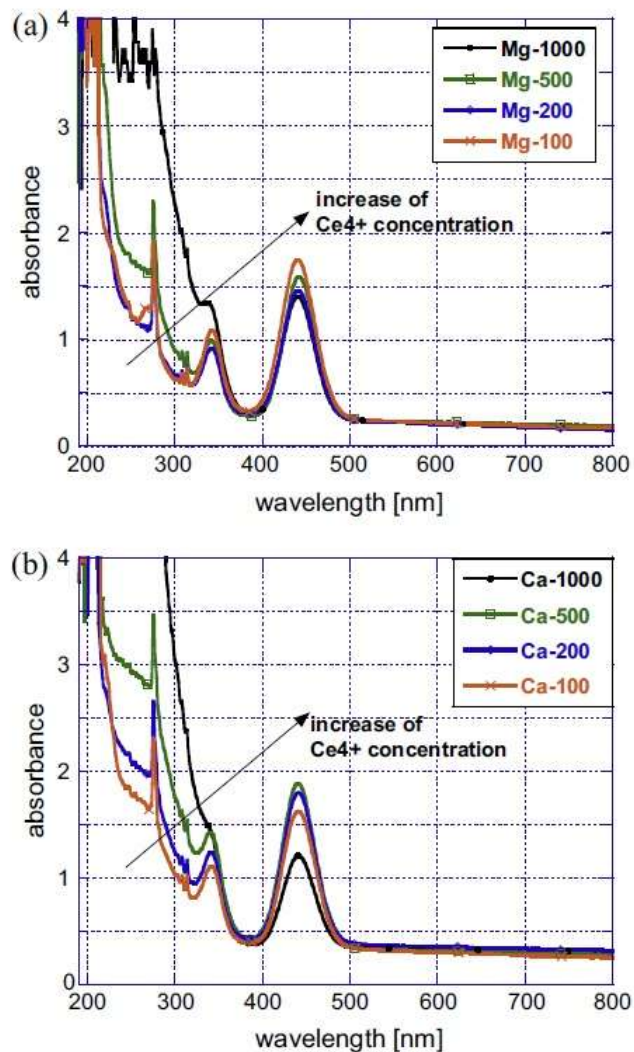 (a)
4
3
2
1
0
absorbance
Mg-1000
Mg-500
Mg-200
Mg-100
increase of
Ce4+ concentration
200 300 400 500 600 700 800
wavelength [nm]
(b)
4
3
2
1
0
absorbance
Ca-1000
Ca-500
Ca-200
Ca-100
increase of
Ce4+ concentration
200 300 400 500 600 700 800
wavelength [nm]